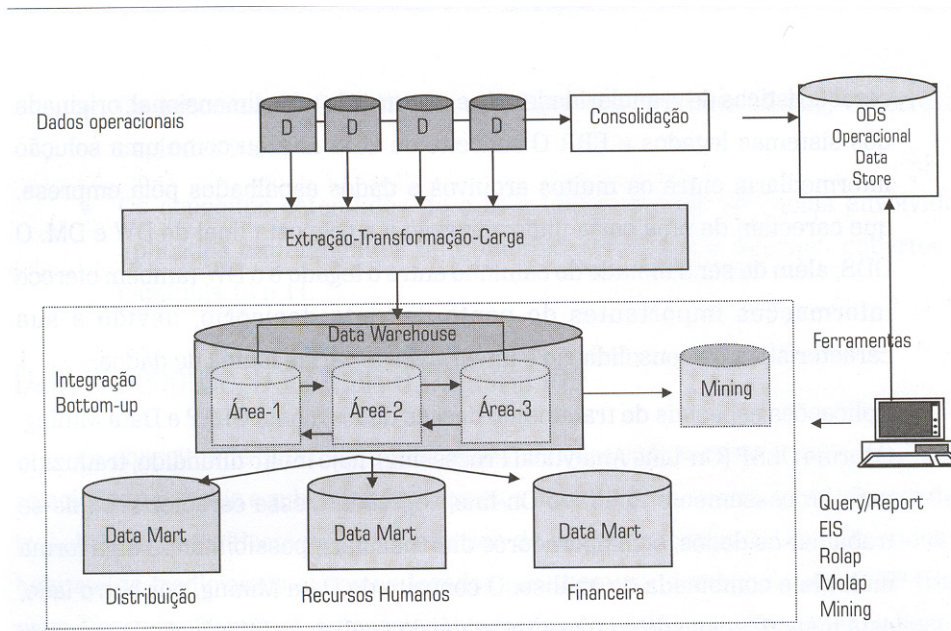 Dados operacionais
D D D D
Consolidação
ODS
Operacional
Data
Store
Extração-Transformação-Carga
Ferramentas
Data Warehouse
Integração
Bottom-up
Área-1 Área-2 Área-3
Mining
Data Mart Data Mart Data Mart
Distribuição Recursos Humanos Financeira
Query/Report
EIS
Rolap
Molap
Mining